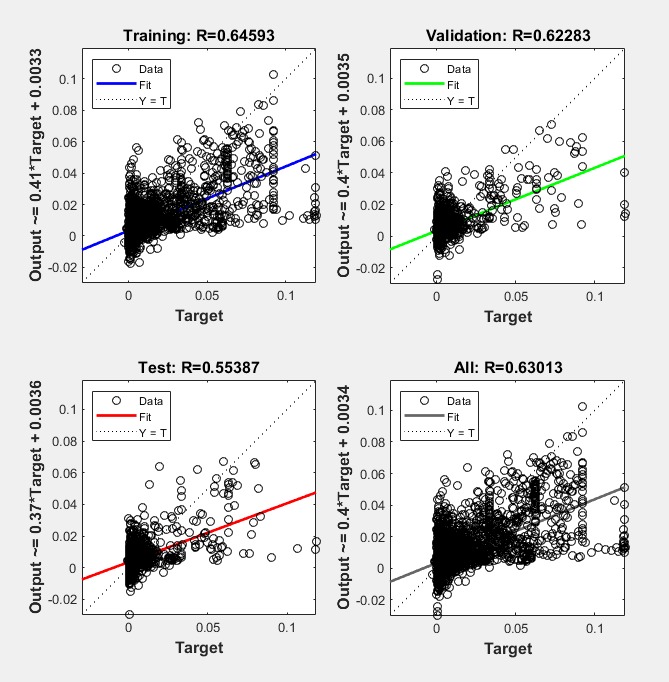 Training: R=0.64593
Output ~= 0.41*Target + 0.0033
0.1
0.08
0.06
0.04
0.02
0
-0.02
Data
Fit
Y = T
0
0.05
0.1
Target
Validation: R=0.62283
Output ~= 0.4*Target + 0.0035
0.1
0.08
0.06
0.04
0.02
0
-0.02
Data
Fit
Y = T
0
0.05
0.1
Target
Test: R=0.55387
Output ~= 0.37*Target + 0.0036
0.1
0.08
0.06
0.04
0.02
0
-0.02
Data
Fit
Y = T
0
0.05
0.1
Target
All: R=0.63013
Output ~= 0.4*Target + 0.0034
0.1
0.08
0.06
0.04
0.02
0
-0.02
Data
Fit
Y = T
0
0.05
0.1
Target